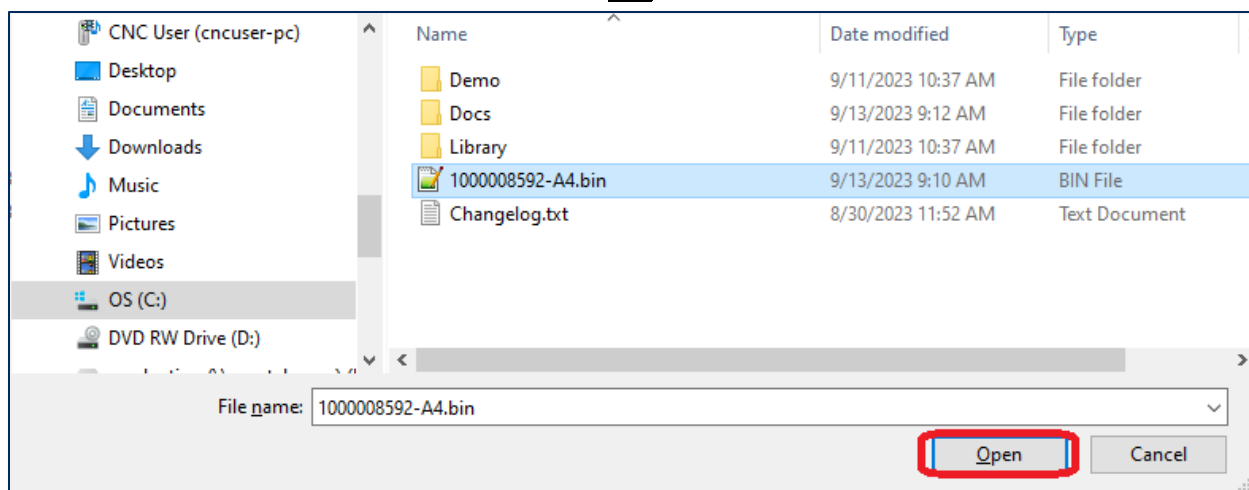 CNC User (cncuser-pc)
Desktop
Documents
Downloads
Music
Pictures
Videos
OS (C:)
DVD RW Drive (D:)
Name Date modified Type
Demo 9/11/2023 10:37 AM File folder
Docs 9/13/2023 9:12 AM File folder
Library 9/11/2023 10:37 AM File folder
1000008592-A4.bin 9/13/2023 9:10 AM BIN File
Changelog.txt 8/30/2023 11:52 AM Text Document
File name: 1000008592-A4.bin
Open Cancel